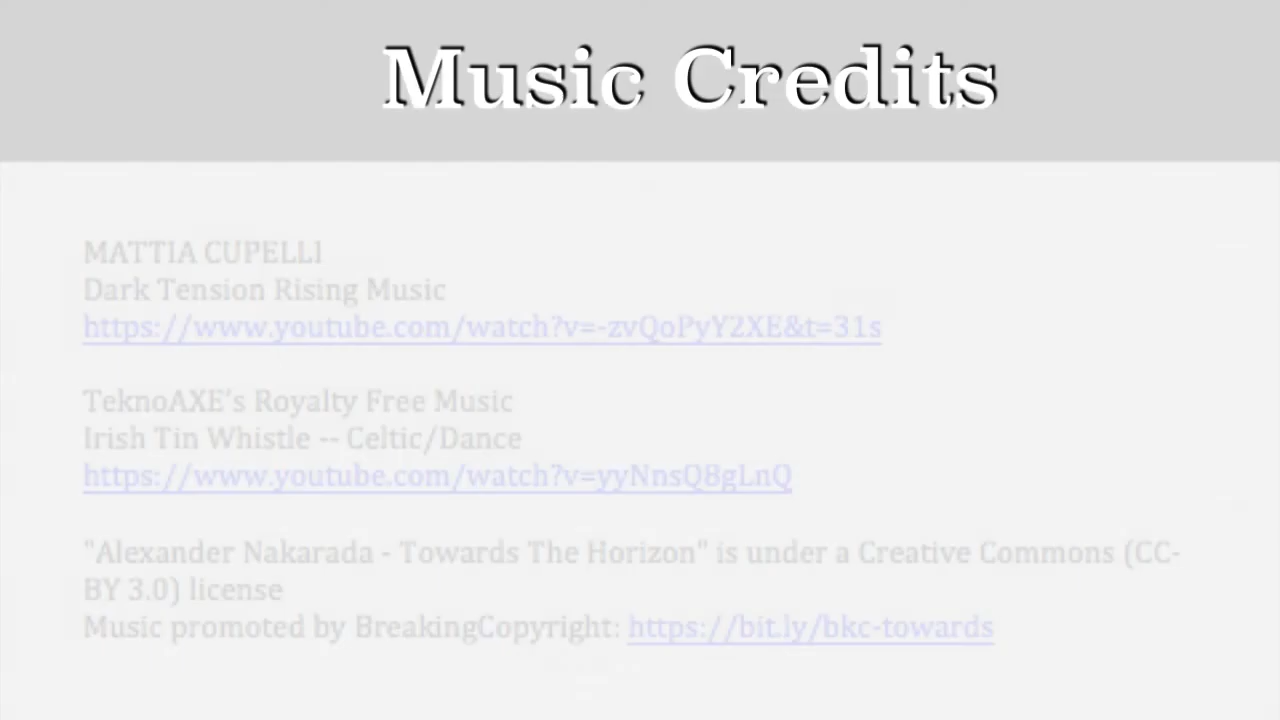 Music Credits
MATTIA CUPELLI
Dark Tension Rising Music
https://www.youtube.com/watch?v=-zvQoPyY2XE&t=31s
TeknoAXE's Royalty Free Music
Irish Tin Whistle -- Celtic/Dance
https://www.youtube.com/watch?v=yyNnsQ8gLnQ
"Alexander Nakarada - Towards The Horizon" is under a Creative Commons (CC-
BY 3.0) license
Music promoted by BreakingCopyright: https://bit.ly/bkc-towards